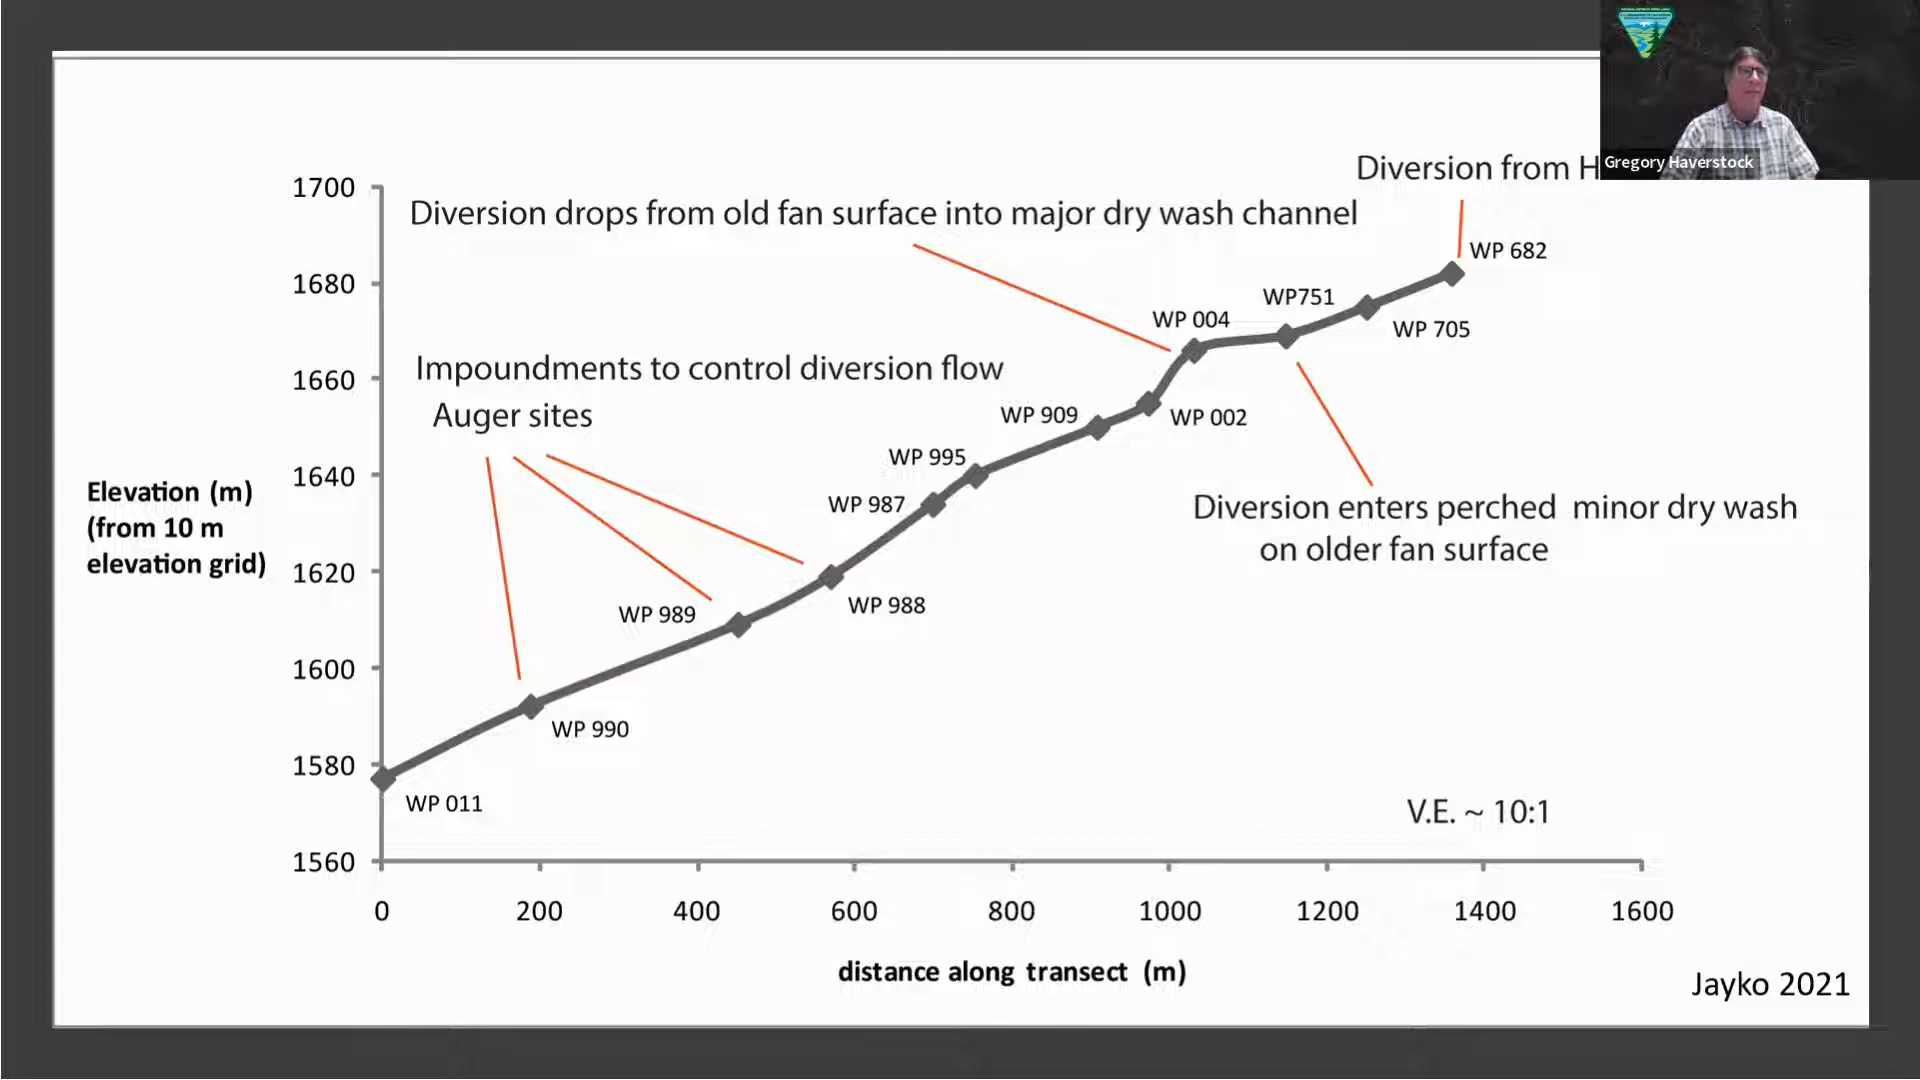 Gregory Haverstock
Diversion from H
Diversion drops from old fan surface into major dry wash channel
Impoundments to control diversion flow
Auger sites
Diversion enters perched minor dry wash
on older fan surface
WP 682
WP751
WP 004
WP 705
WP 909
WP 002
WP 995
WP 987
WP 988
WP 989
WP 990
WP 011
1700
1680
1660
1640
1620
1600
1580
1560
Elevation (m)
(from 10 m
elevation grid)
V.E. ~ 10:1
0 200 400 600 800 1000 1200 1400 1600
distance along transect (m)
Jayko 2021